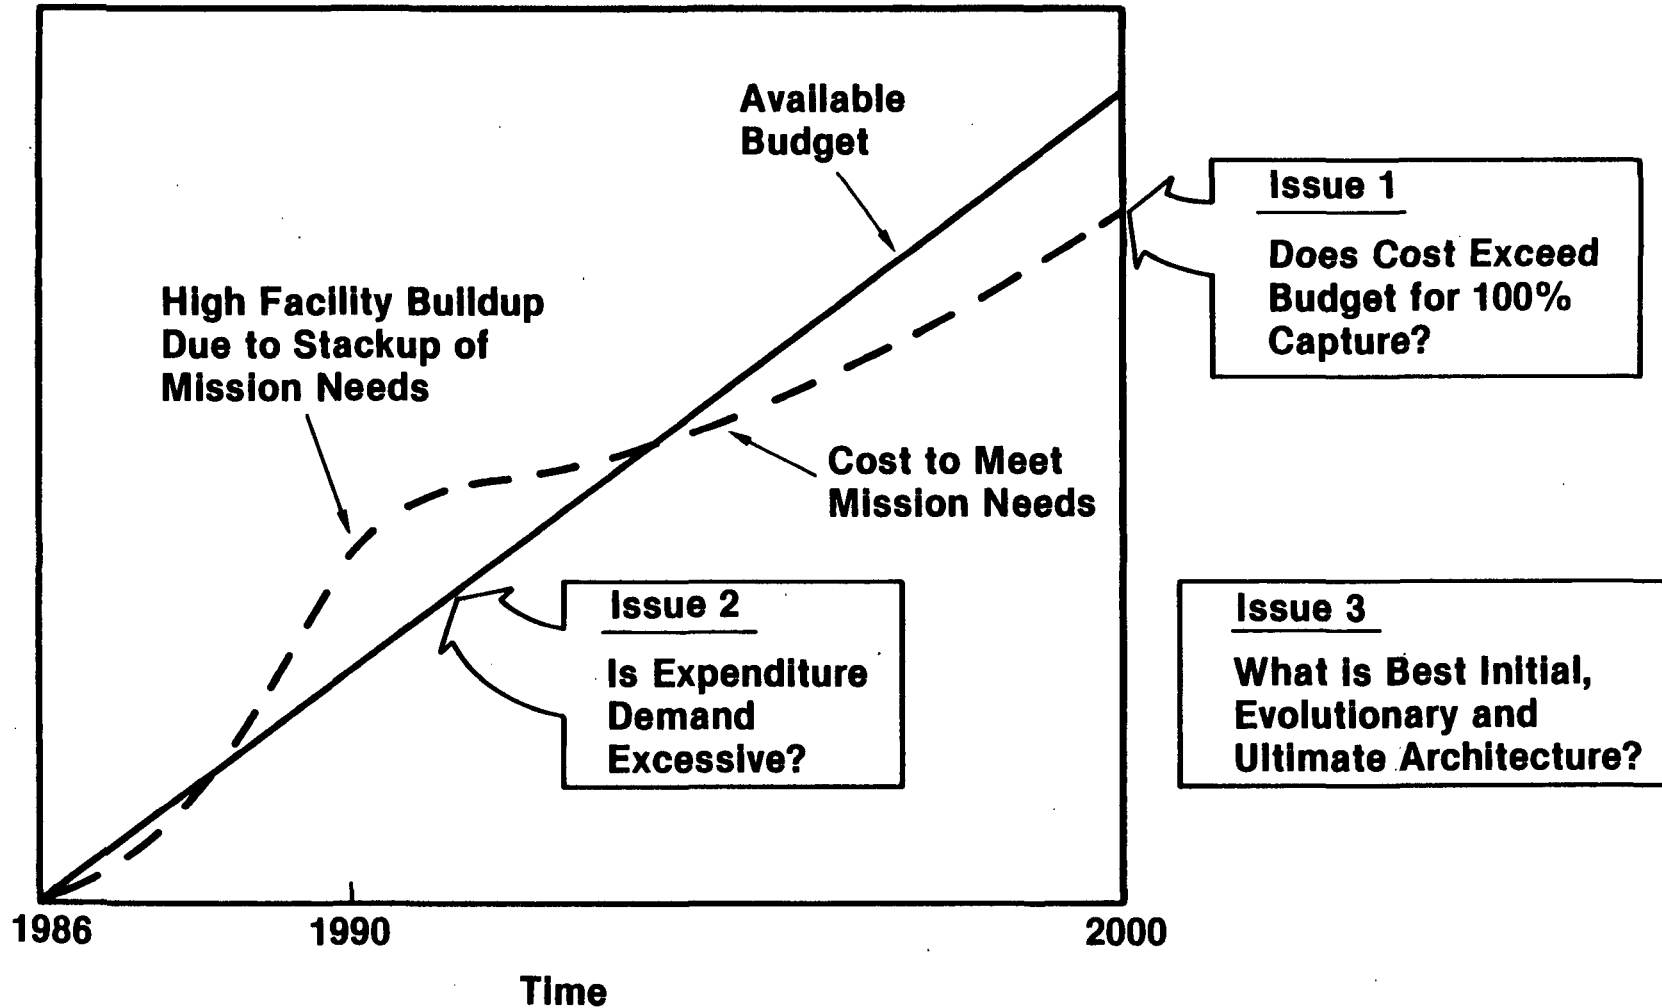 Available
Budget
Issue 1
Does Cost Exceed
Budget for 100%
Capture?
High Facility Buildup
Due to Stackup of
Mission Needs
Cost to Meet
Mission Needs
Issue 2
Is Expenditure
Demand
Excessive?
Issue 3
What is Best Initial,
Evolutionary and
Ultimate Architecture?
1986
1990
2000
Time